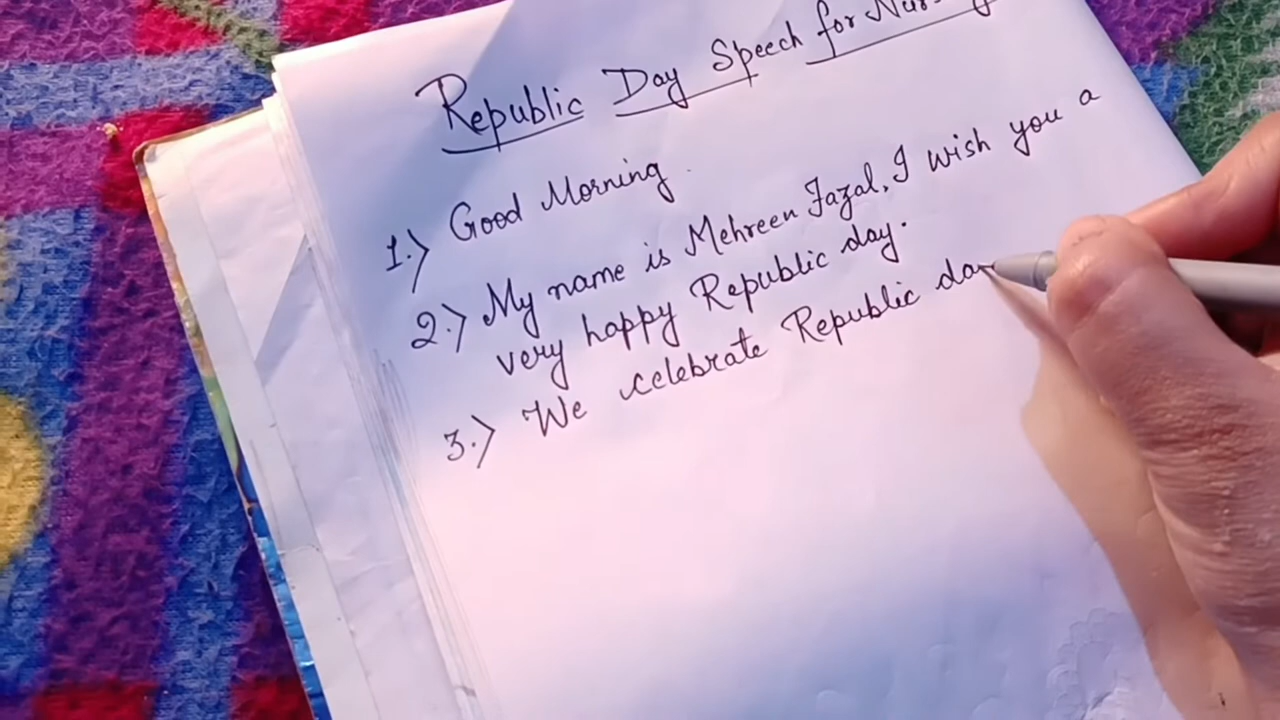 Republic Day Speech for
1.) Good Morning.
2.) My name is Mehreen Fazal, I wish you a
very happy Republic day.
3.) We celebrate Republic da